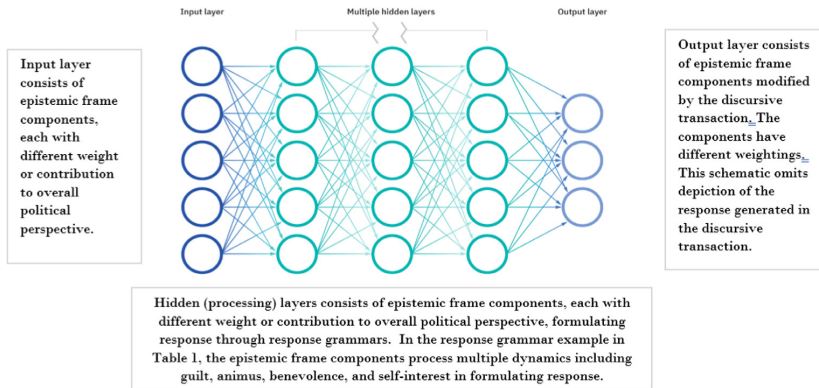 Input layer
Multiple hidden layers
Output layer
Input layer
consists of
epistemic frame
components,
each with
different weight
or contribution
to overall
political
perspective.
Output layer consists
of epistemic frame
components modified
by the discursive
transaction. The
components have
different weightings.
This schematic omits
depiction of the
response generated in
the discursive
transaction.
Hidden (processing) layers consists of epistemic frame components, each with
different weight or contribution to overall political perspective, formulating
response through response grammars. In the response grammar example in
Table 1, the epistemic frame components process multiple dynamics including
guilt, animus, benevolence, and self-interest in formulating response.